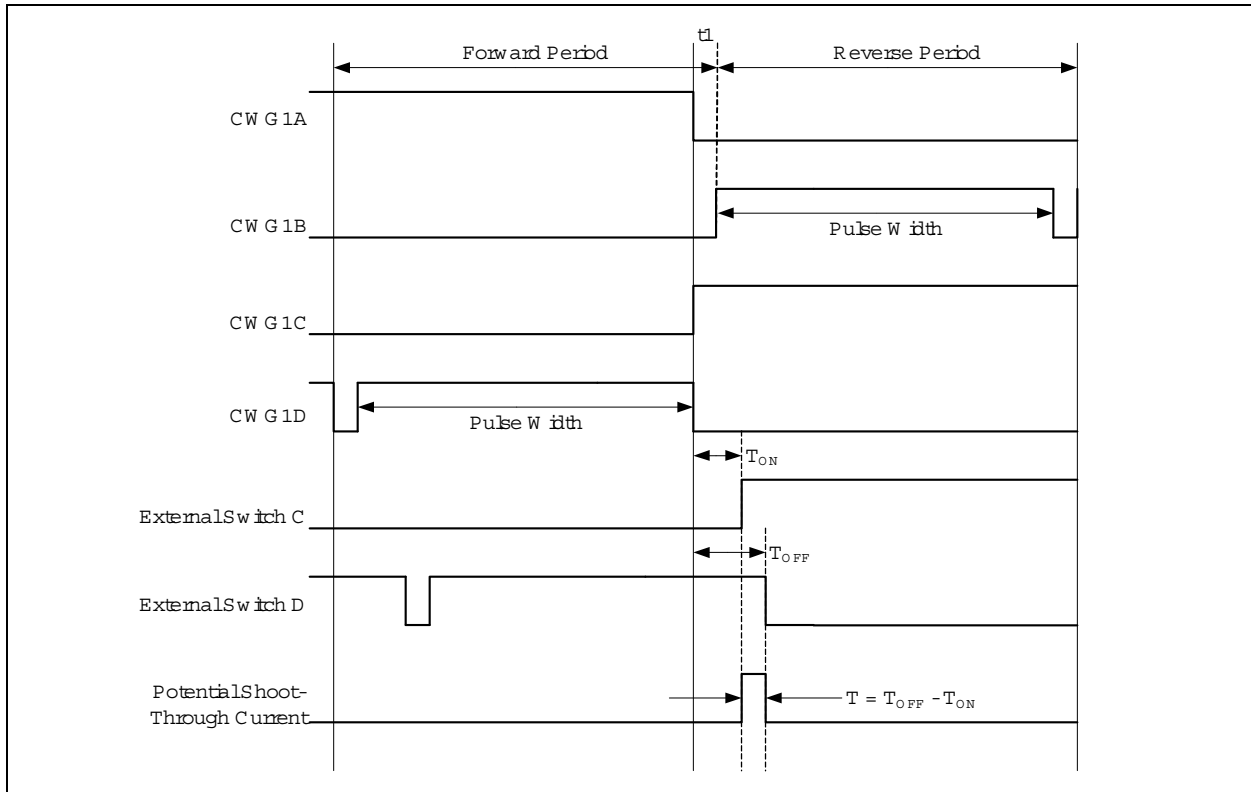 t1
Forward Period
Reverse Period
CWG1A
CWG1B
Pulse Width
CWG1C
CWG1D
Pulse Width
TON
External Switch C
TOFF
External Switch D
Potential Shoot-
Through Current
T = TOFF - TON